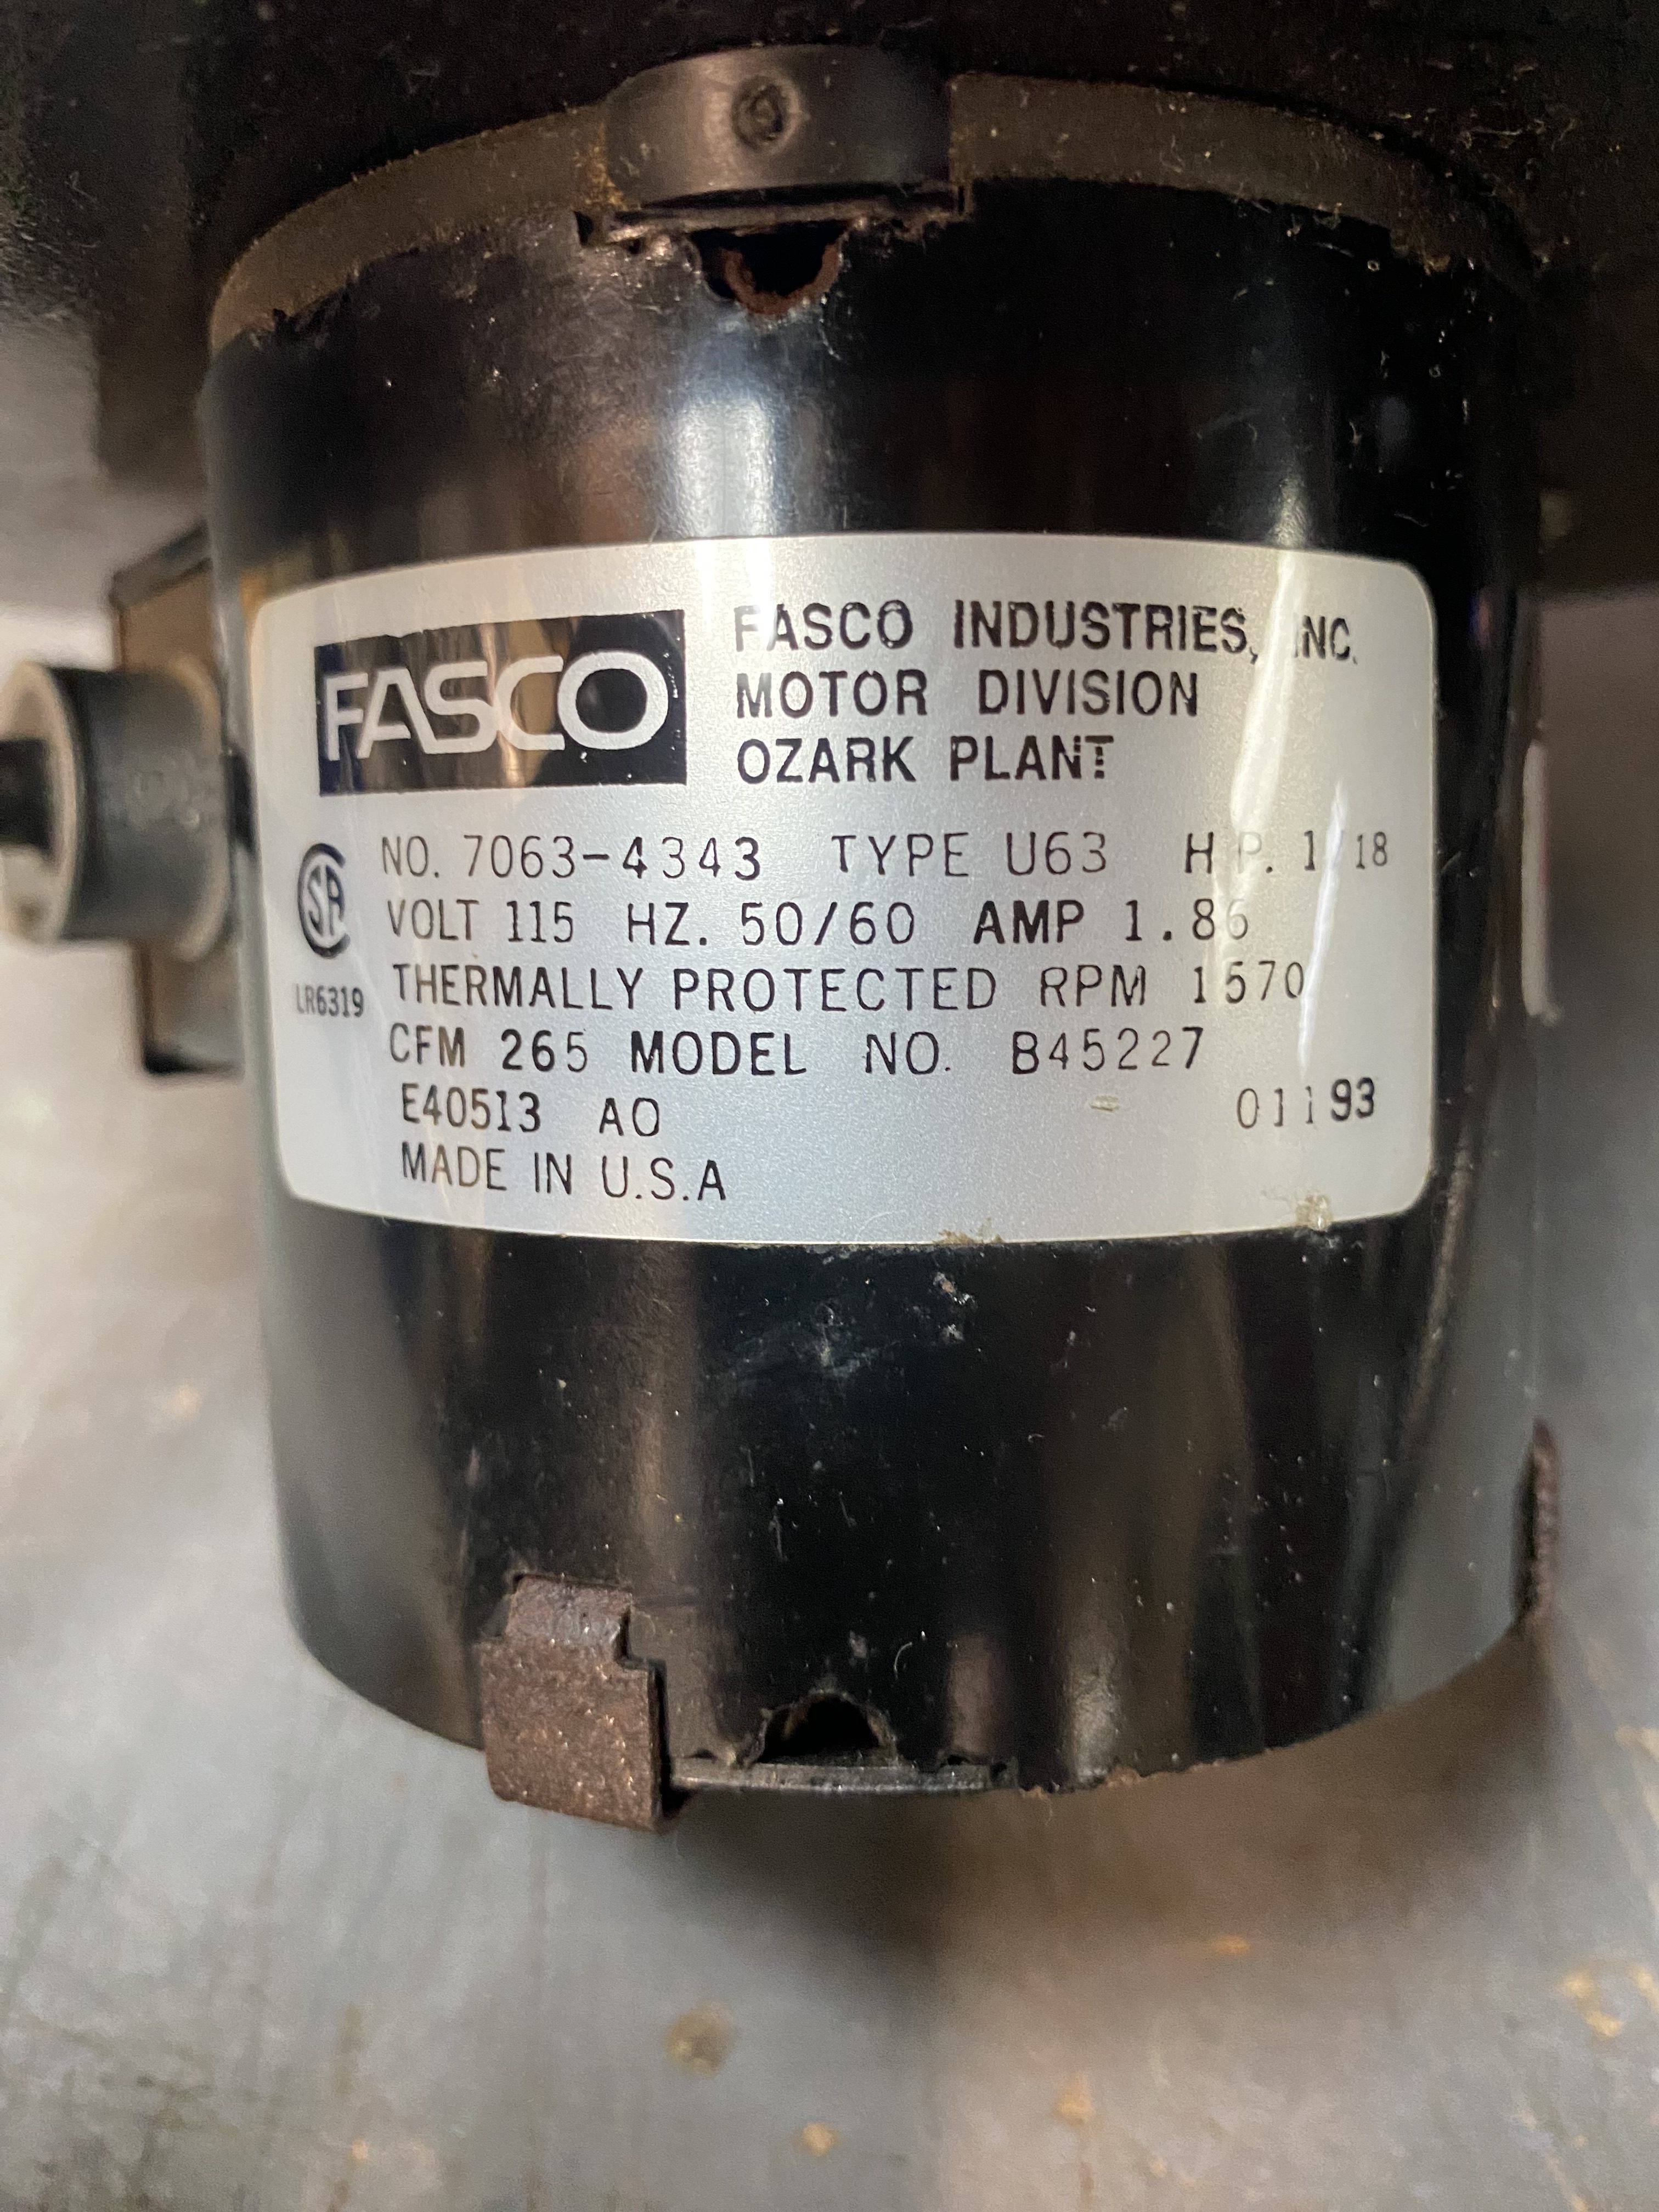 FASCO
FASCO INDUSTRIES, INC.
MOTOR DIVISION
OZARK PLANT
NO. 7063-4343 TYPE U63 H.P. 1/18
VOLT 115 HZ. 50/60 AMP 1.86
THERMALLY PROTECTED RPM 1570
CFM 265 MODEL NO. B45227
E40513 AO 01193
MADE IN U.S.A
SA
LR6319